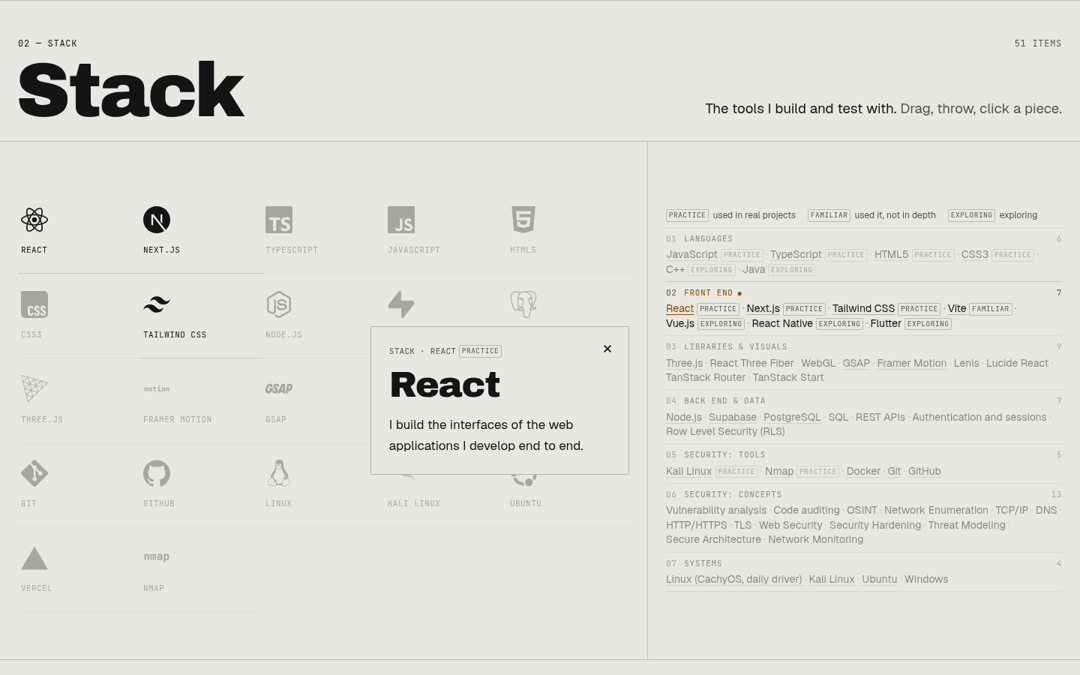 02 — STACK
51 ITEMS
Stack
The tools I build and test with. Drag, throw, click a piece.
REACT
NEXT.JS
TS
TYPESCRIPT
JS
JAVASCRIPT
HTML5
CSS
CSS3
TAILWIND CSS
NODE.JS
THREE.JS
motion
FRAMER MOTION
GSAP
GSAP
STACK · REACT PRACTICE
×
React
I build the interfaces of the web
applications I develop end to end.
GIT
GITHUB
LINUX
KALI LINUX
UBUNTU
VERCEL
nmap
NMAP
PRACTICE used in real projects FAMILIAR used it, not in depth EXPLORING exploring
01 LANGUAGES 6
JavaScript PRACTICE · TypeScript PRACTICE · HTML5 PRACTICE · CSS3 PRACTICE ·
C++ EXPLORING · Java EXPLORING
02 FRONT END ● 7
React PRACTICE · Next.js PRACTICE · Tailwind CSS PRACTICE · Vite FAMILIAR ·
Vue.js EXPLORING · React Native EXPLORING · Flutter EXPLORING
03 LIBRARIES & VISUALS 9
Three.js · React Three Fiber · WebGL · GSAP · Framer Motion · Lenis · Lucide React ·
TanStack Router · TanStack Start
04 BACK END & DATA 7
Node.js · Supabase · PostgreSQL · SQL · REST APIs · Authentication and sessions ·
Row Level Security (RLS)
05 SECURITY: TOOLS 5
Kali Linux PRACTICE · Nmap PRACTICE · Docker · Git · GitHub
06 SECURITY: CONCEPTS 13
Vulnerability analysis · Code auditing · OSINT · Network Enumeration · TCP/IP · DNS ·
HTTP/HTTPS · TLS · Web Security · Security Hardening · Threat Modeling ·
Secure Architecture · Network Monitoring
07 SYSTEMS 4
Linux (CachyOS, daily driver) · Kali Linux · Ubuntu · Windows